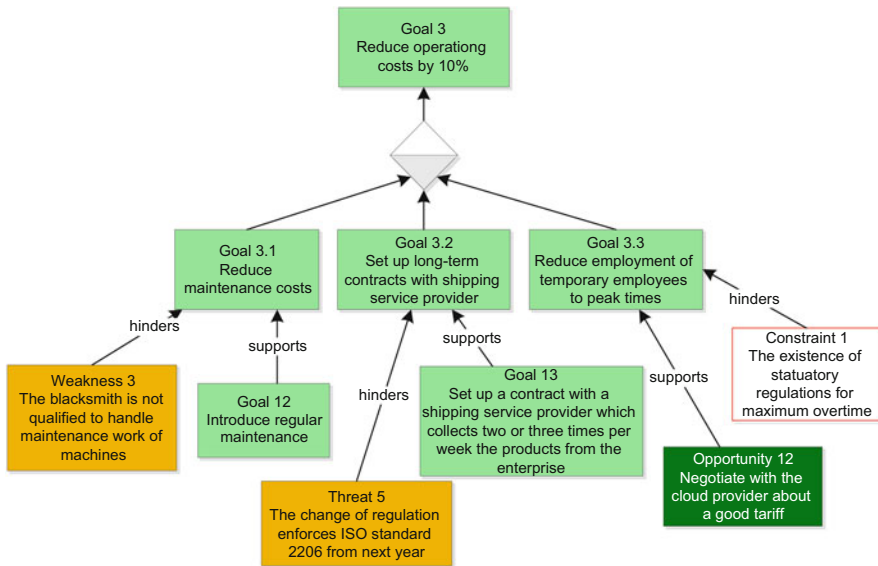 Goal 3
Reduce operationg
costs by 10%
Goal 3.1
Reduce
maintenance costs
Goal 3.2
Set up long-term
contracts with shipping
service provider
Goal 3.3
Reduce employment of
temporary employees
to peak times
hinders
supports
hinders
supports
supports
hinders
Weakness 3
The blacksmith is not
qualified to handle
maintenance work of
machines
Goal 12
Introduce regular
maintenance
Threat 5
The change of regulation
enforces ISO standard
2206 from next year
Goal 13
Set up a contract with a
shipping service provider which
collects two or three times per
week the products from the
enterprise
Opportunity 12
Negotiate with the
cloud provider about
a good tariff
Constraint 1
The existence of
statuatory
regulations for
maximum overtime